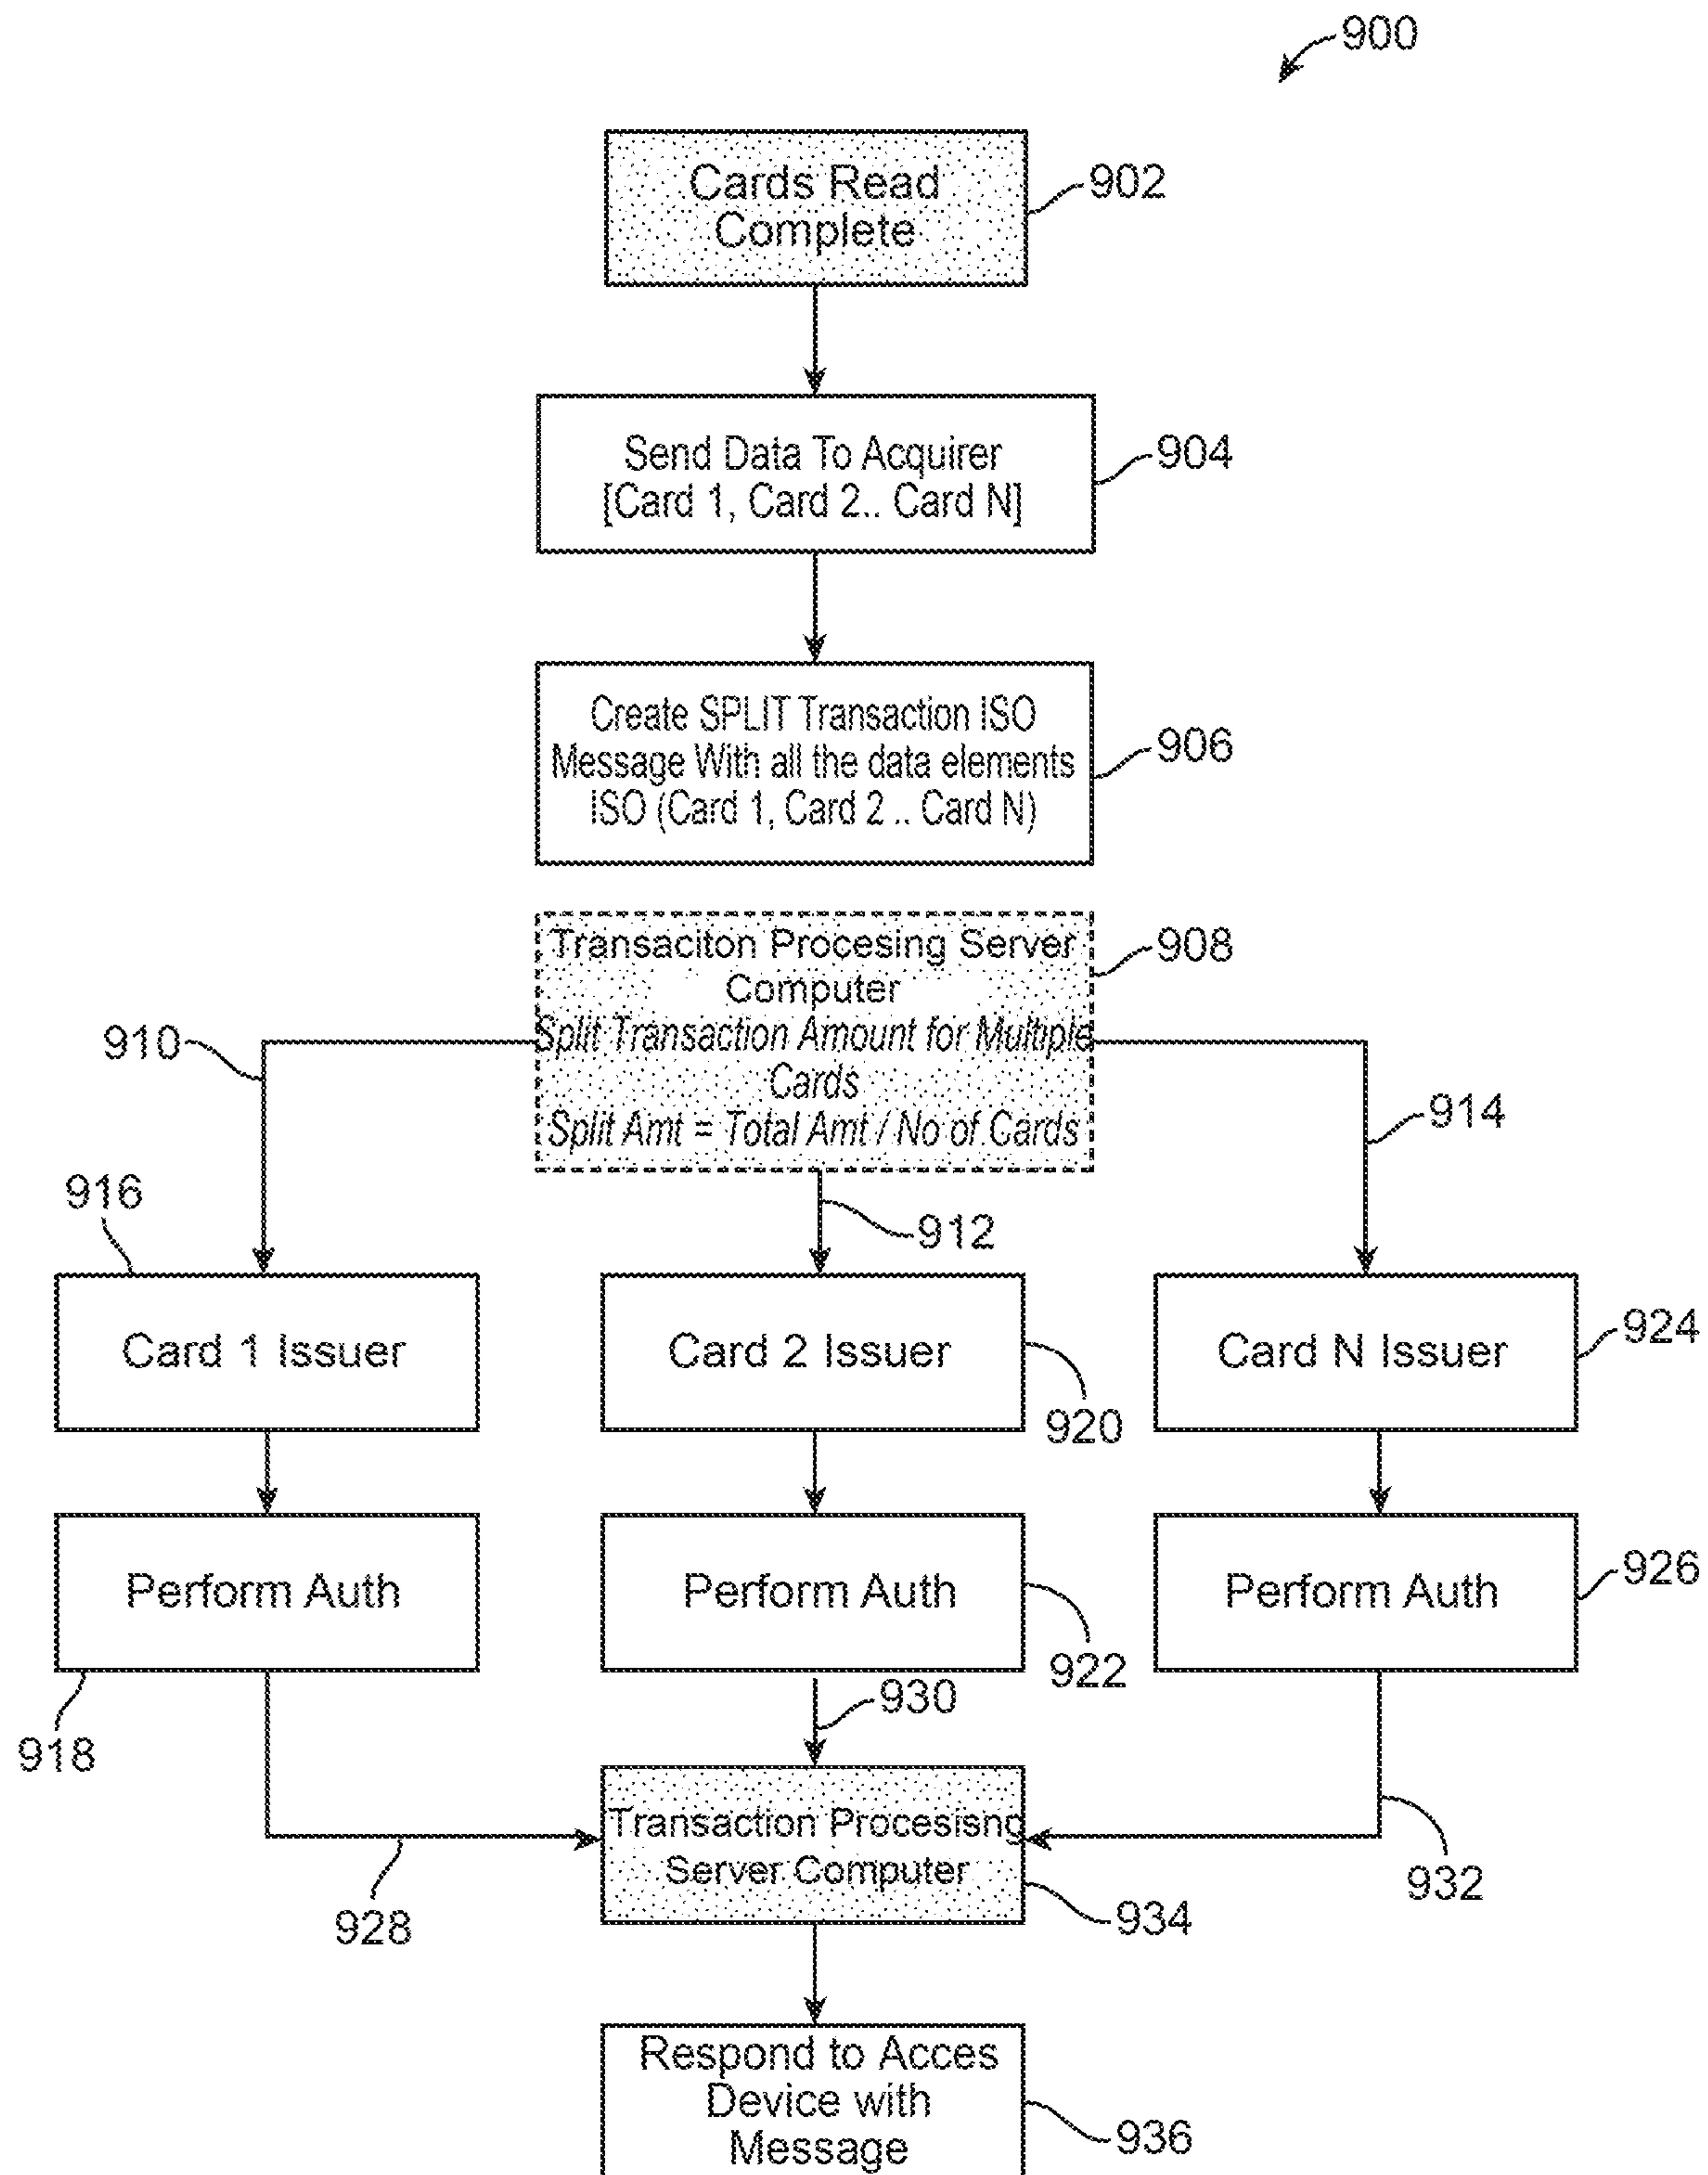 900
Cards Read
Complete
902
Send Data To Acquirer
[Card 1, Card 2.. Card N]
904
Create SPLIT Transaction ISO
Message With all the data elements
ISO (Card 1, Card 2 .. Card N)
906
Transaciton Procesing Server
Computer
Split Transaction Amount for Multiple
Cards
Split Amt = Total Amt / No of Cards
908
910
912
914
916
Card 1 Issuer
Card 2 Issuer
920
Card N Issuer
924
Perform Auth
918
Perform Auth
922
Perform Auth
926
928
930
932
Transaction Procesisng
Server Computer
934
Respond to Acces
Device with
Message
936